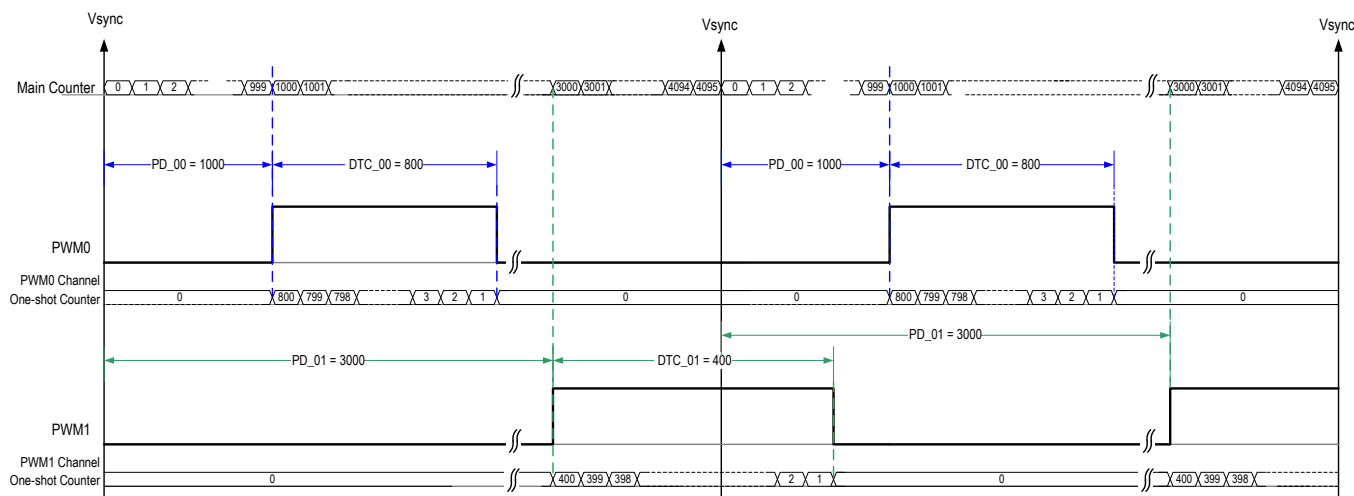 Vsync Vsync Vsync
Main Counter 0 1 2 999 1000 1001 3000 3001 4094 4095 0 1 2 999 1000 1001 3000 3001 4094 4095
PD_00 = 1000 DTC_00 = 800 PD_00 = 1000 DTC_00 = 800
PWM0
PWM0 Channel
One-shot Counter 0 800 799 798 3 2 1 0 0 800 799 798 3 2 1 0
PD_01 = 3000
PD_01 = 3000 DTC_01 = 400
PWM1
PWM1 Channel
One-shot Counter 0 400 399 398 2 1 0 400 399 398